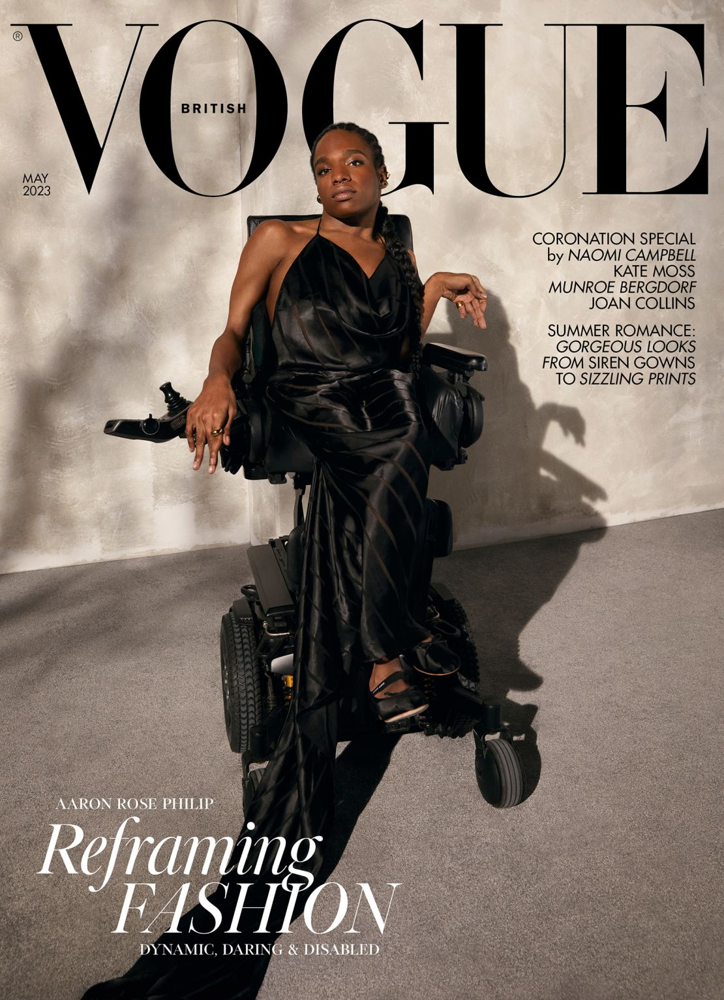 VOGUE
®
BRITISH
MAY
2023
CORONATION SPECIAL
by NAOMI CAMPBELL
KATE MOSS
MUNROE BERGDORF
JOAN COLLINS
SUMMER ROMANCE:
GORGEOUS LOOKS
FROM SIREN GOWNS
TO SIZZLING PRINTS
AARON ROSE PHILIP
Reframing
FASHION
DYNAMIC, DARING & DISABLED